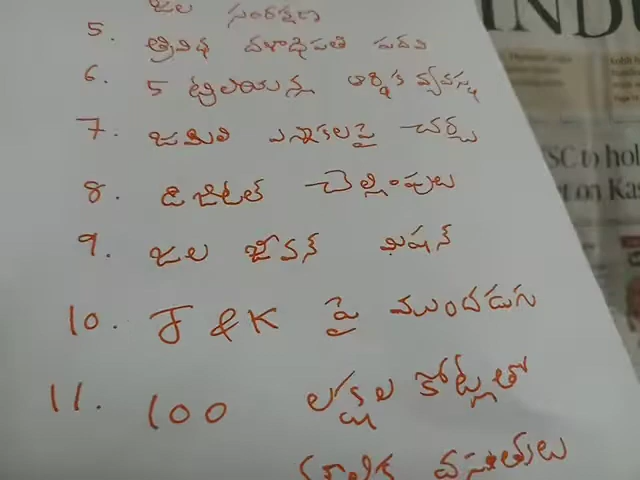 జల సంరక్షణ
5. త్రివిధ దళాధిపతి పదవి
6. 5 ట్రిలియన్ల ఆర్థిక వ్యవస్థ
7. జమిలి ఎన్నికలపై చర్చ
8. డిజిటల్ చెల్లింపులు
9. జల జీవన్ మిషన్
10. J & K పై ముందడుగు
11. 100 లక్షల కోట్లతో
వసతులు
INDU
SC to hol
on Kas